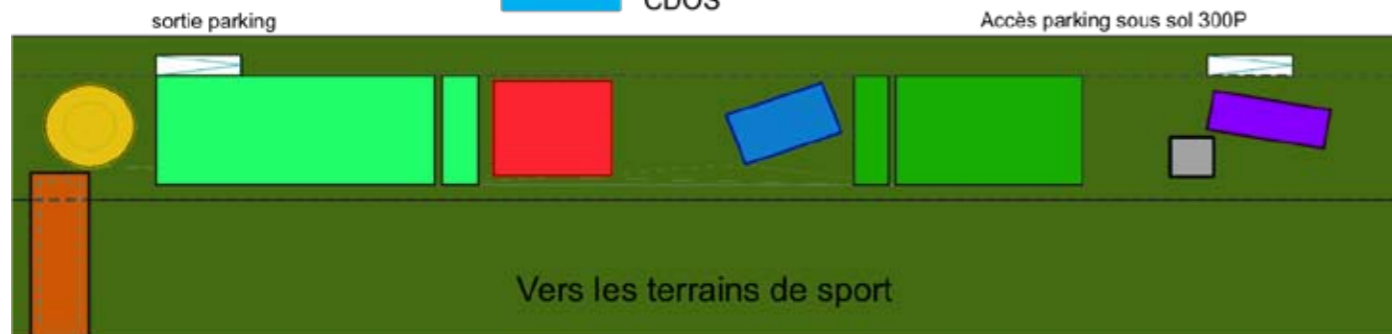 CDOS
sortie parking
Accès parking sous sol 300P
Vers les terrains de sport